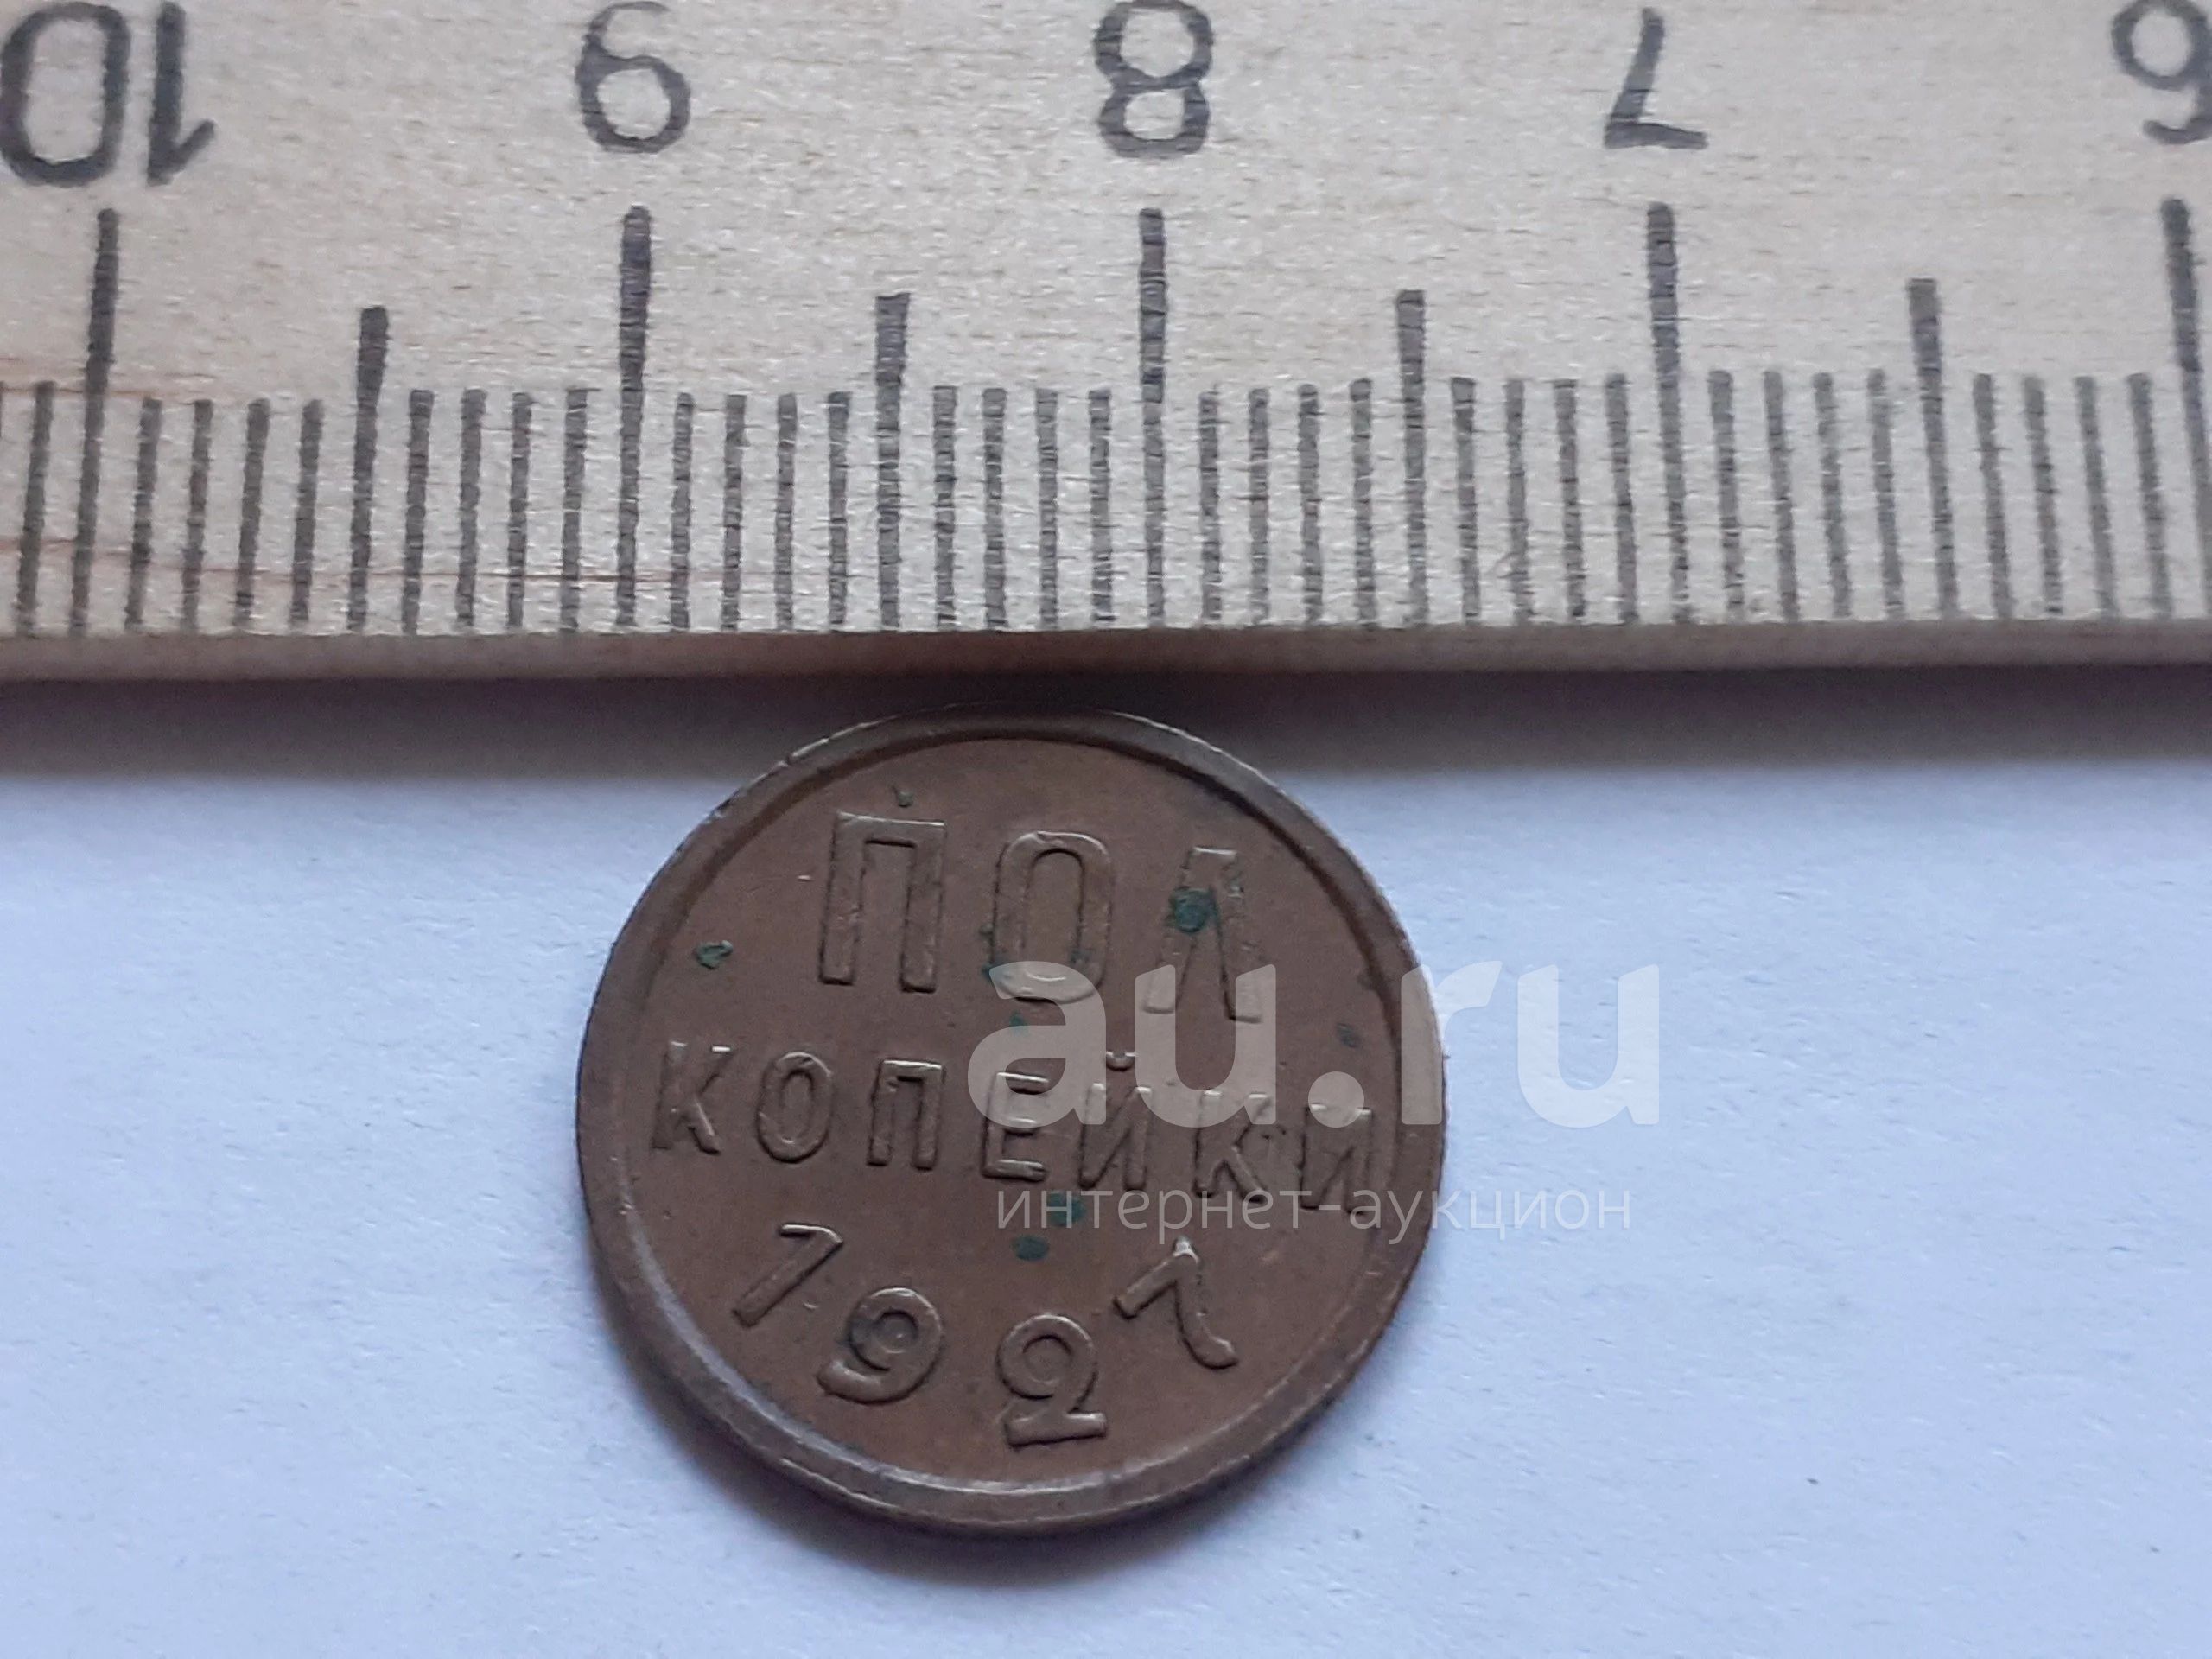 10 9 8 7 6
ПОЛ
КОПЕЙКИ
1927
au.ru
интернет-аукцион